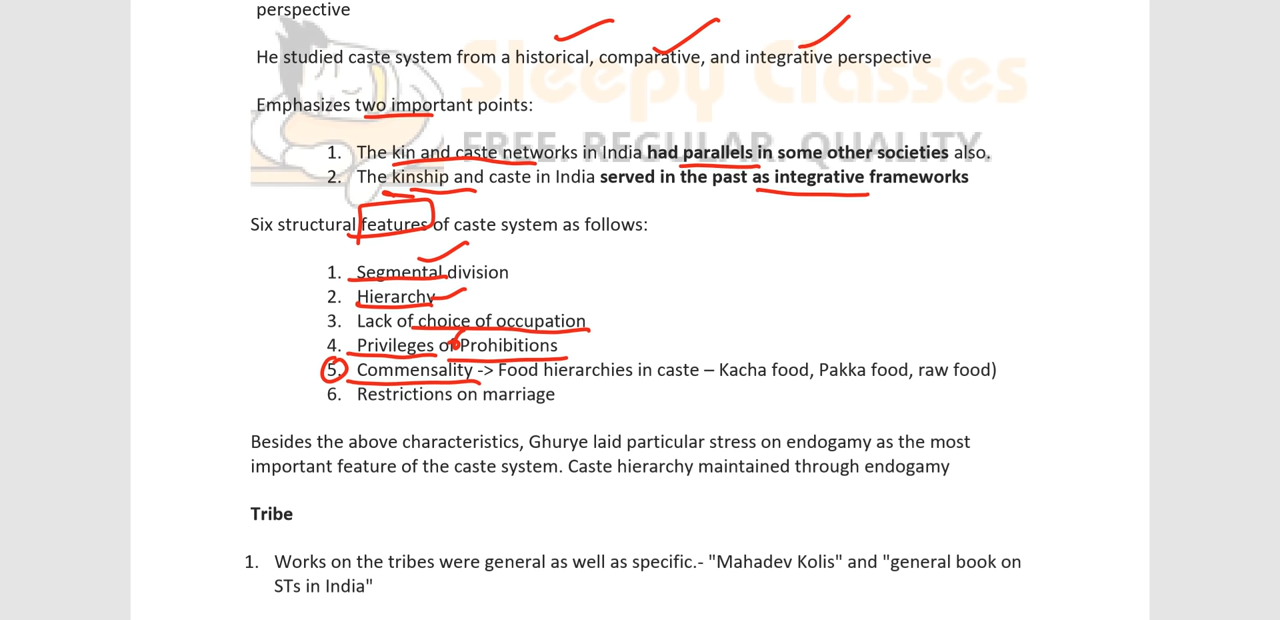 perspective
He studied caste system from a historical, comparative, and integrative perspective
Sleepy Classes
Emphasizes two important points:
FREE. REGULAR. QUALITY.
1. The kin and caste networks in India had parallels in some other societies also.
2. The kinship and caste in India served in the past as integrative frameworks
Six structural features of caste system as follows:
1. Segmental division
2. Hierarchy
3. Lack of choice of occupation
4. Privileges or Prohibitions
5. Commensality -> Food hierarchies in caste – Kacha food, Pakka food, raw food)
6. Restrictions on marriage
Besides the above characteristics, Ghurye laid particular stress on endogamy as the most
important feature of the caste system. Caste hierarchy maintained through endogamy
Tribe
1. Works on the tribes were general as well as specific.- "Mahadev Kolis" and "general book on
STs in India"